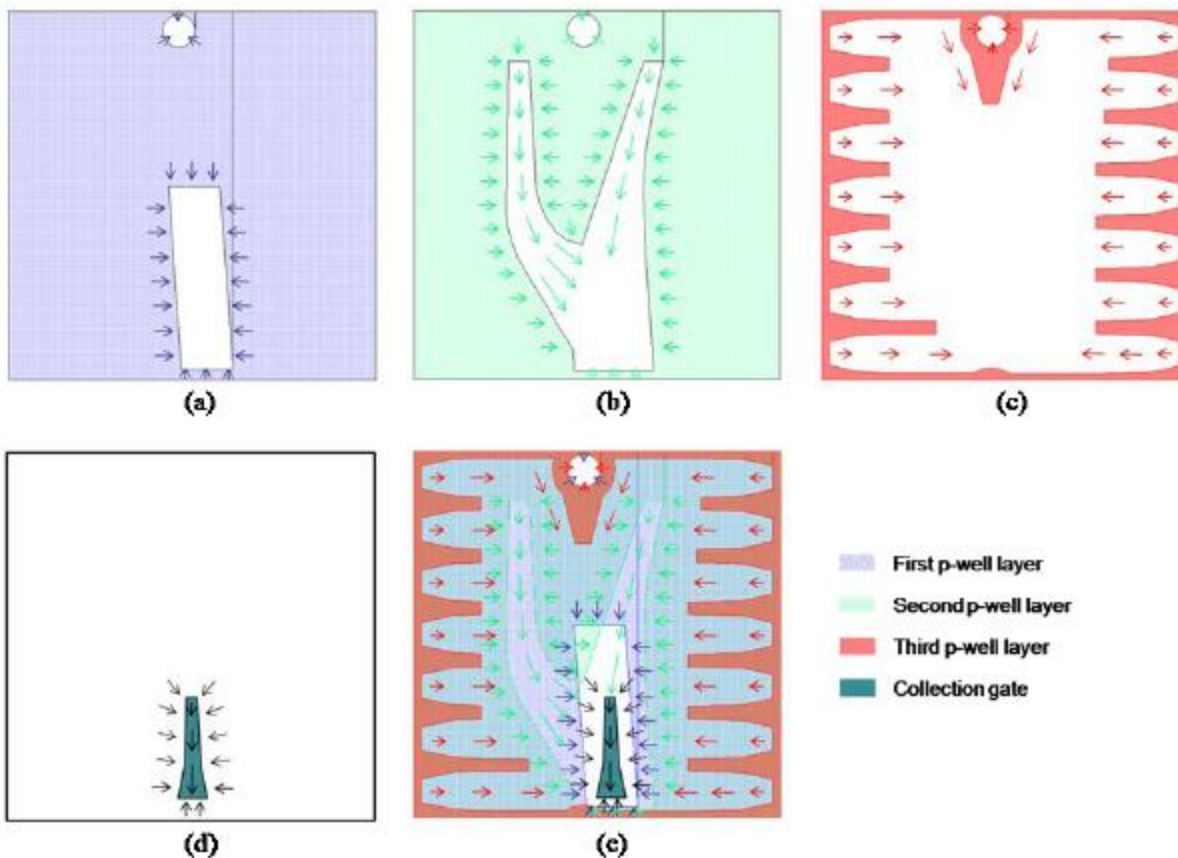 (a)
(b)
(c)
(d)
(e)
First p-well layer
Second p-well layer
Third p-well layer
Collection gate